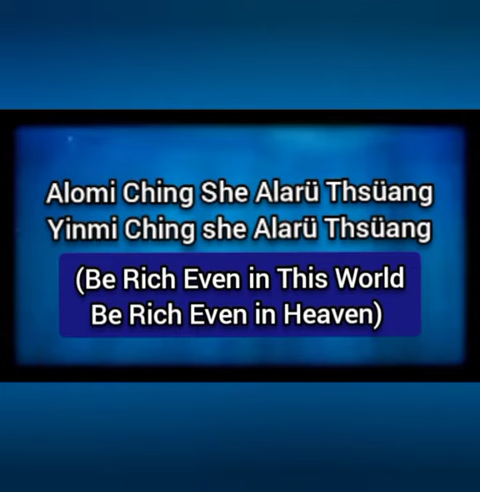 Alomi Ching She Alarü Thsüang
Yinmi Ching she Alarü Thsüang
(Be Rich Even in This World
Be Rich Even in Heaven)